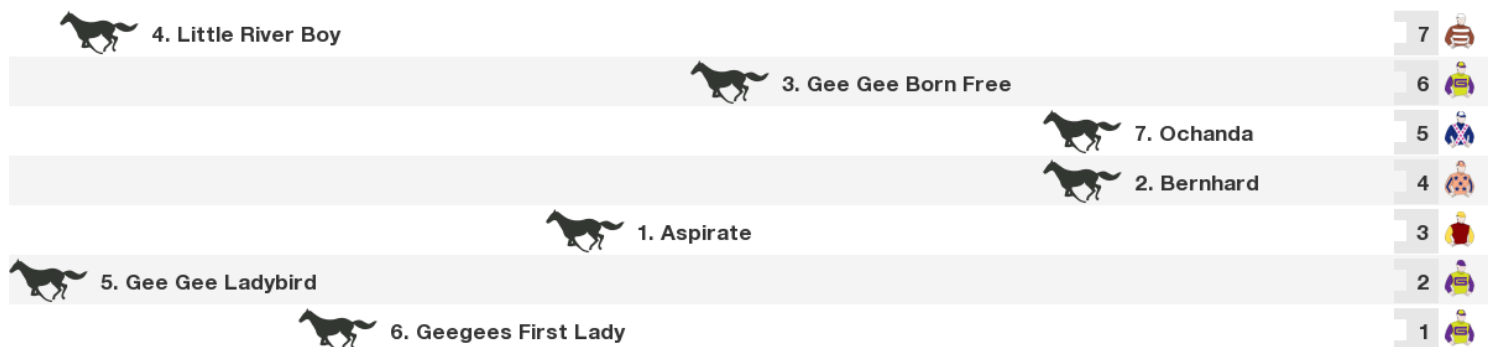 4. Little River Boy 7
3. Gee Gee Born Free 6
7. Ochanda 5
2. Bernhard 4
1. Aspirate 3
5. Gee Gee Ladybird 2
6. Geegees First Lady 1